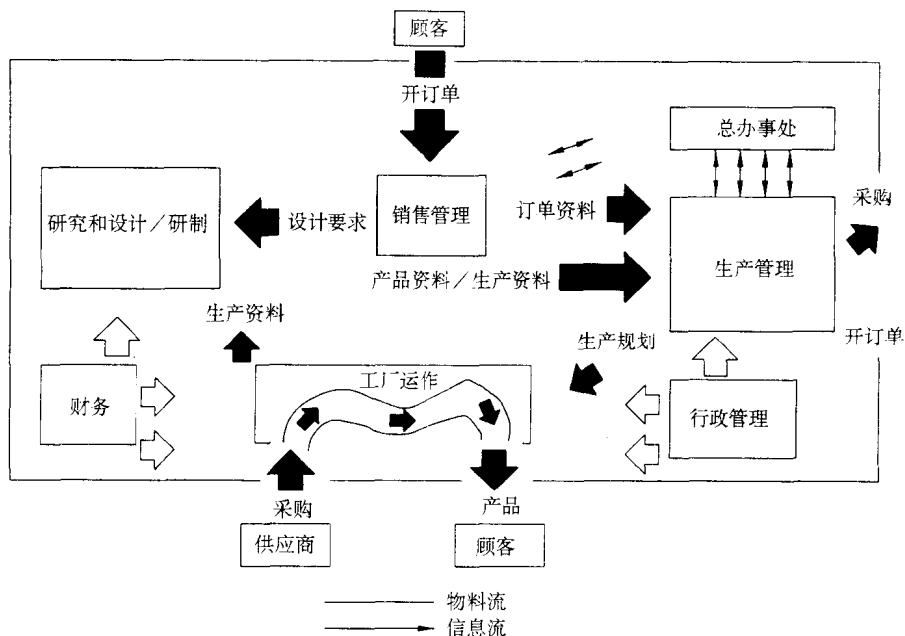 顾客
开订单
总办事处
采购
研究和设计/研制
设计要求
销售管理
订单资料
生产管理
产品资料/生产资料
生产资料
生产规划
开订单
工厂运作
财务
行政管理
采购
产品
供应商
顾客
物料流
信息流